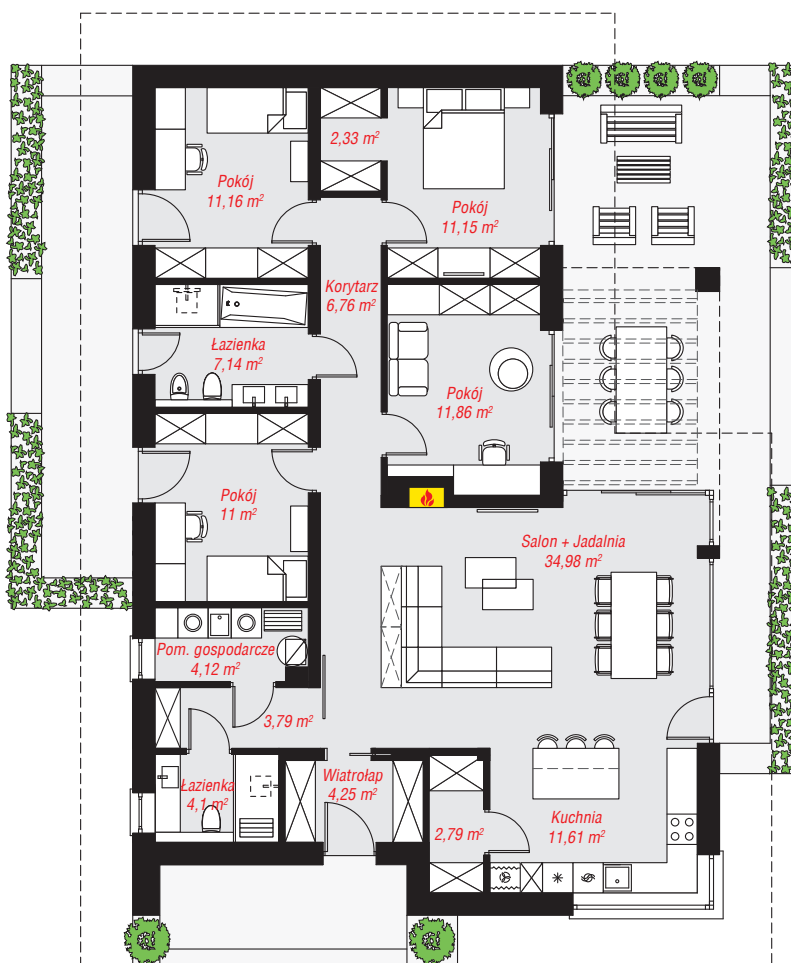 Pokój
11,16 m²
2,33 m²
Pokój
11,15 m²
Korytarz
6,76 m²
Łazienka
7,14 m²
Pokój
11,86 m²
Pokój
11 m²
Salon + Jadalnia
34,98 m²
Pom. gospodarcze
4,12 m²
3,79 m²
Łazienka
4,1 m²
Wiatrołap
4,25 m²
2,79 m²
Kuchnia
11,61 m²